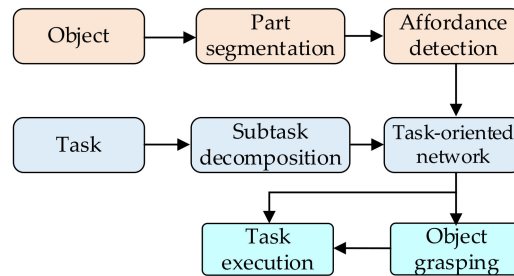 Object
Part
segmentation
Affordance
detection
Task
Subtask
decomposition
Task-oriented
network
Task
execution
Object
grasping